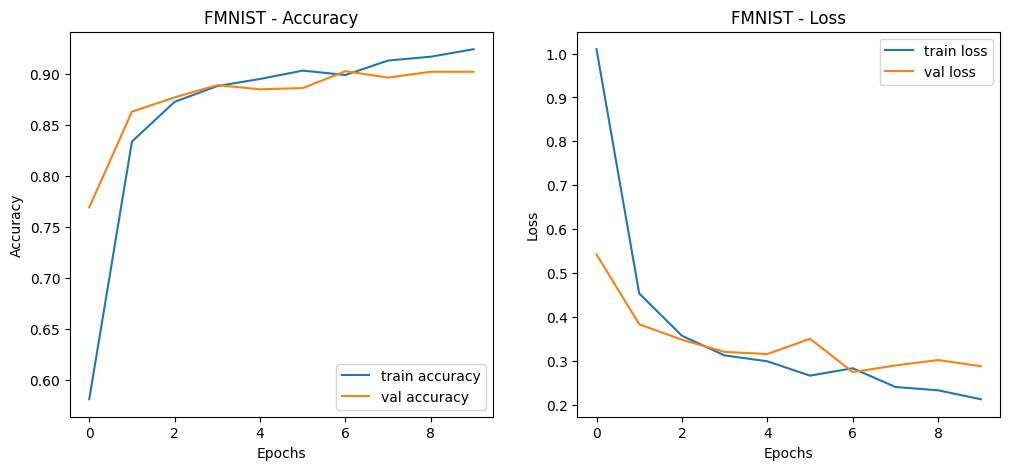 FMNIST - Accuracy
0.90
0.85
0.80
0.75
0.70
0.65
0.60
Accuracy
0
2
4
6
8
Epochs
train accuracy
val accuracy
FMNIST - Loss
1.0
0.9
0.8
0.7
0.6
0.5
0.4
0.3
0.2
Loss
0
2
4
6
8
Epochs
train loss
val loss